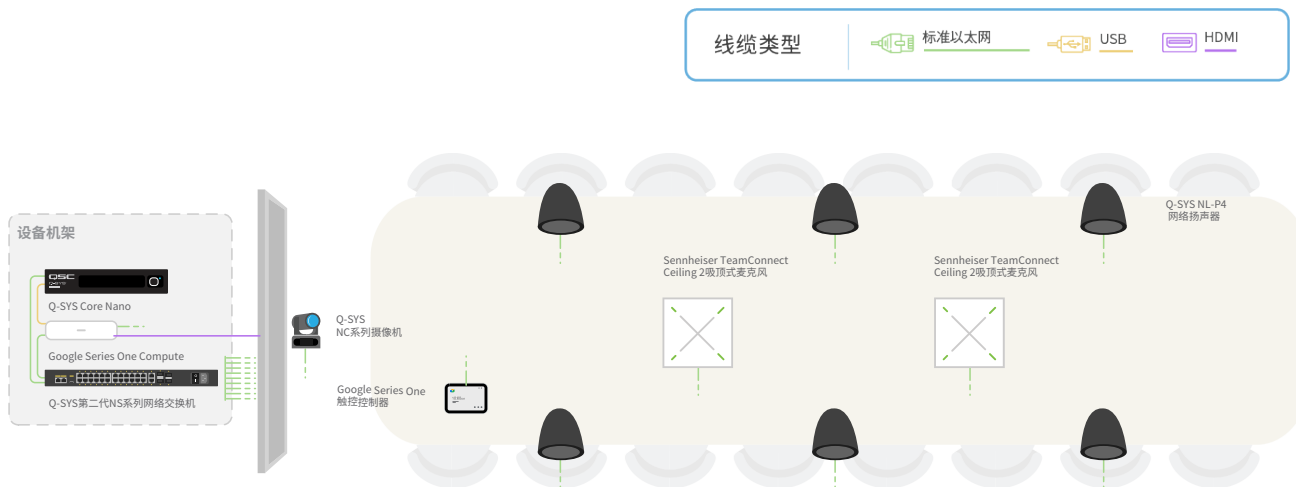 线缆类型
标准以太网
USB
HDMI
设备机架
QSC
Q-SYS Core Nano
Google Series One Compute
Q-SYS第二代NS系列网络交换机
Q-SYS
NC系列摄像机
Google Series One
触控控制器
Sennheiser TeamConnect
Ceiling 2吸顶式麦克风
Sennheiser TeamConnect
Ceiling 2吸顶式麦克风
Q-SYS NL-P4
网络扬声器